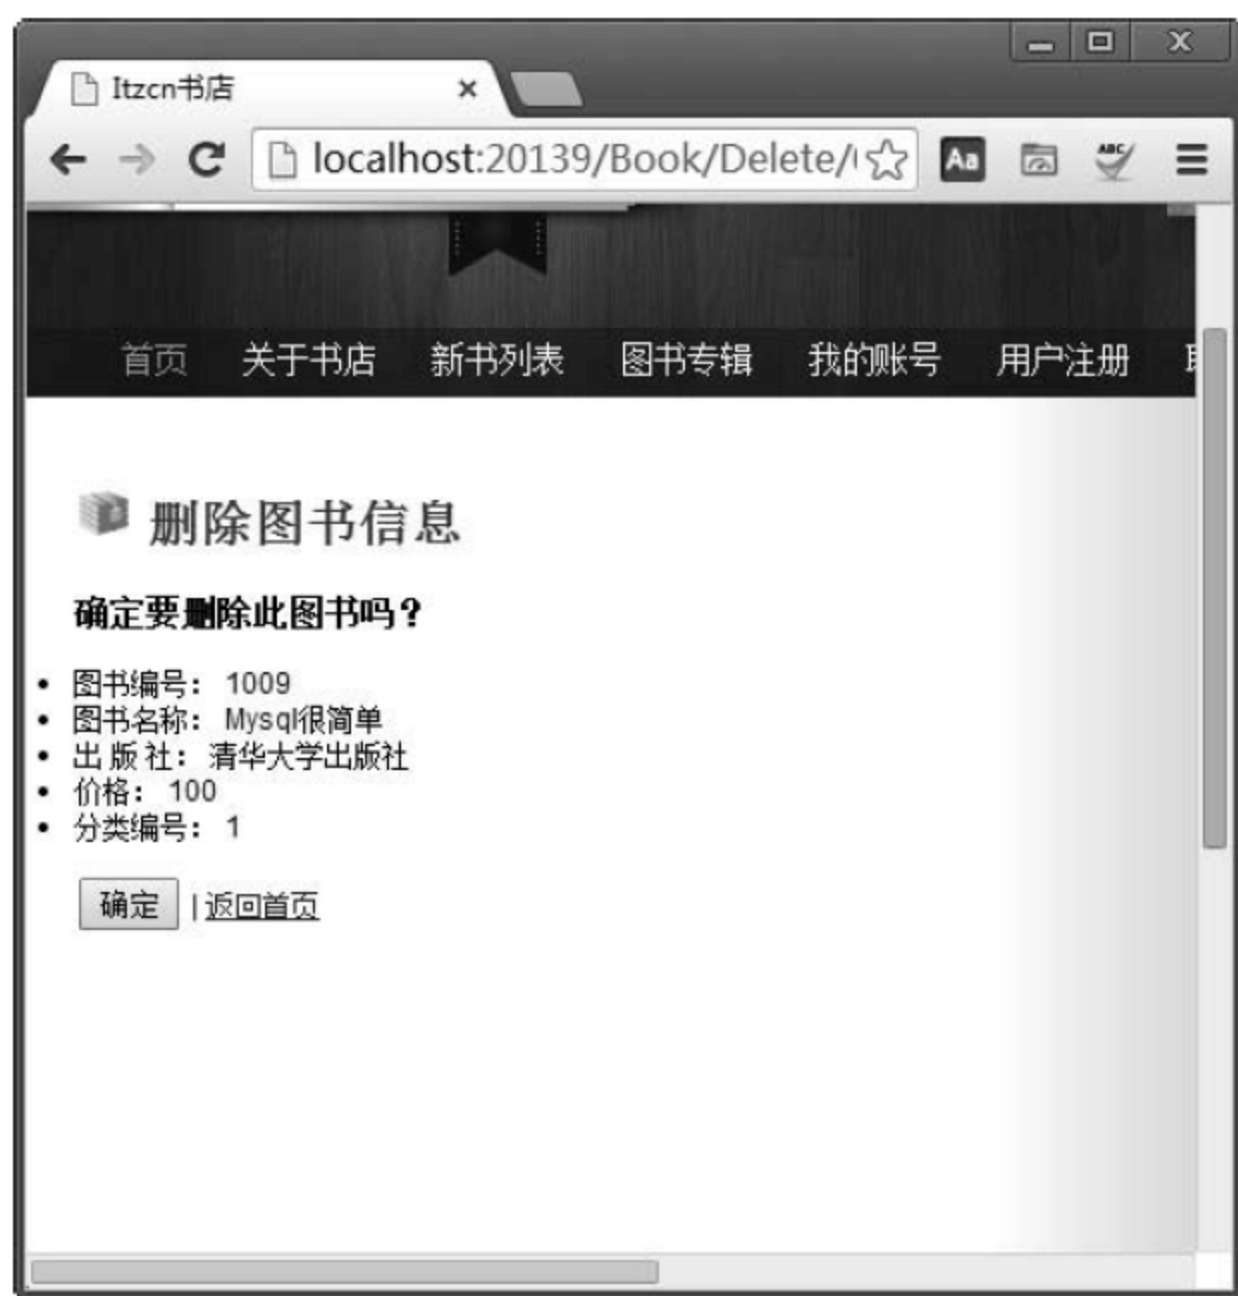 Itzcn书店
localhost:20139/Book/Delete/
Aa
ABC
首页 关于书店 新书列表 图书专辑 我的账号 用户注册
删除图书信息
确定要删除此图书吗？
• 图书编号： 1009
• 图书名称： Mysql很简单
• 出 版 社： 清华大学出版社
• 价格： 100
• 分类编号： 1
确定 | 返回首页